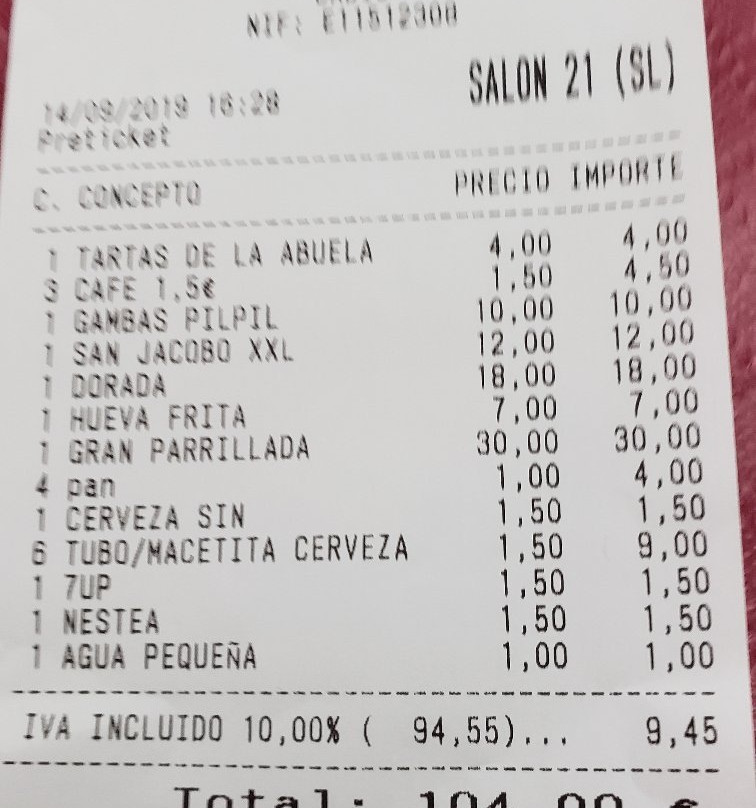 NIF: E11512308
SALON 21 (SL)
14/09/2019 16:28
Preticket
C. CONCEPTO PRECIO IMPORTE
1 TARTAS DE LA ABUELA 4,00 4,00
3 CAFE 1,5€ 1,50 4,50
1 GAMBAS PILPIL 10,00 10,00
1 SAN JACOBO XXL 12,00 12,00
1 DORADA 18,00 18,00
1 HUEVA FRITA 7,00 7,00
1 GRAN PARRILLADA 30,00 30,00
4 pan 1,00 4,00
1 CERVEZA SIN 1,50 1,50
6 TUBO/MACETITA CERVEZA 1,50 9,00
1 7UP 1,50 1,50
1 NESTEA 1,50 1,50
1 AGUA PEQUEÑA 1,00 1,00
IVA INCLUIDO 10,00% ( 94,55)... 9,45
Total: 104,00 €